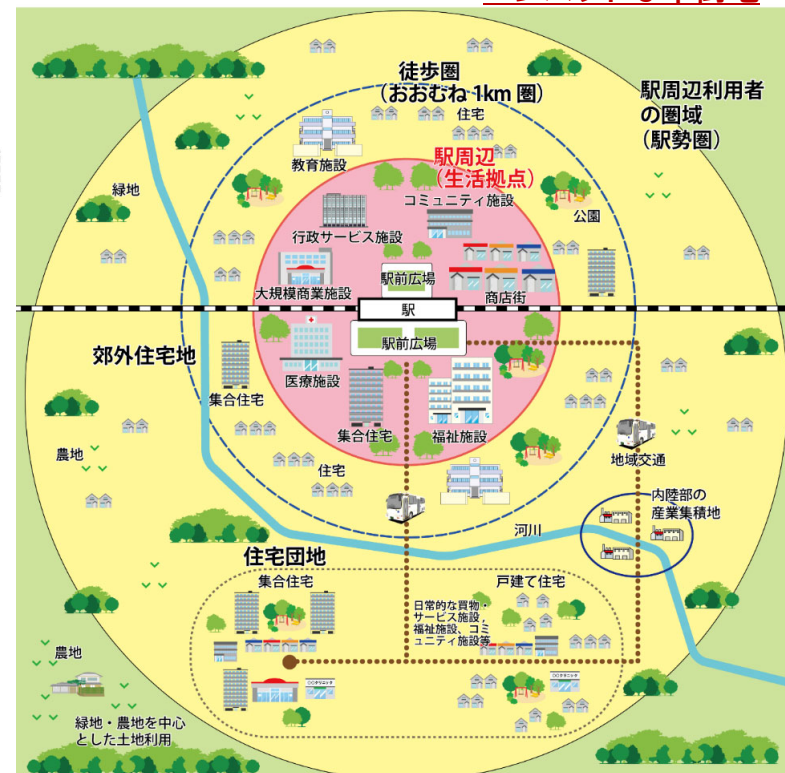 徒歩圏
（おおむね1km圏）
住宅
駅周辺利用者
の圏域
（駅勢圏）
教育施設
駅周辺
（生活拠点）
コミュニティ施設
緑地
公園
行政サービス施設
大規模商業施設
駅前広場
商店街
駅
駅前広場
郊外住宅地
医療施設
集合住宅
集合住宅
福祉施設
農地
住宅
地域交通
内陸部の
産業集積地
河川
住宅団地
集合住宅
戸建て住宅
日常的な買物・
サービス施設,
福祉施設、コミ
ュニティ施設等
農地
緑地・農地を中心
とした土地利用